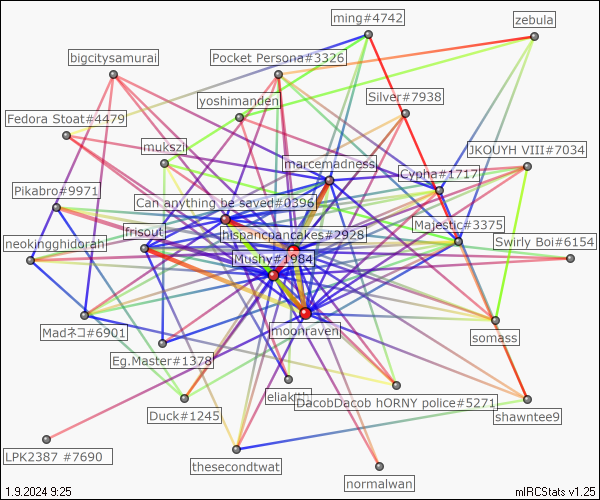 ming#4742
zebula
bigcitysamurai
Pocket Persona#3326
yoshimanden
Silver#7938
Fedora Stoat#4479
mukszi
JKOUYH VIII#7034
marcemadness
Cypha#1717
Pikabro#9971
Can anything be saved#0396
Majestic#3375
frisout
hispancpancakes#2928
neokingghidorah
Swirly Boi#6154
Mushy#1984
Madネコ#6901
moonraven
somass
Eg.Master#1378
DacobDacob hORNY police#5271
Duck#1245
shawntee9
LPK2387 #7690
thesecondtwat
normalwan
1.9.2024 9:25
mIRCStats v1.25